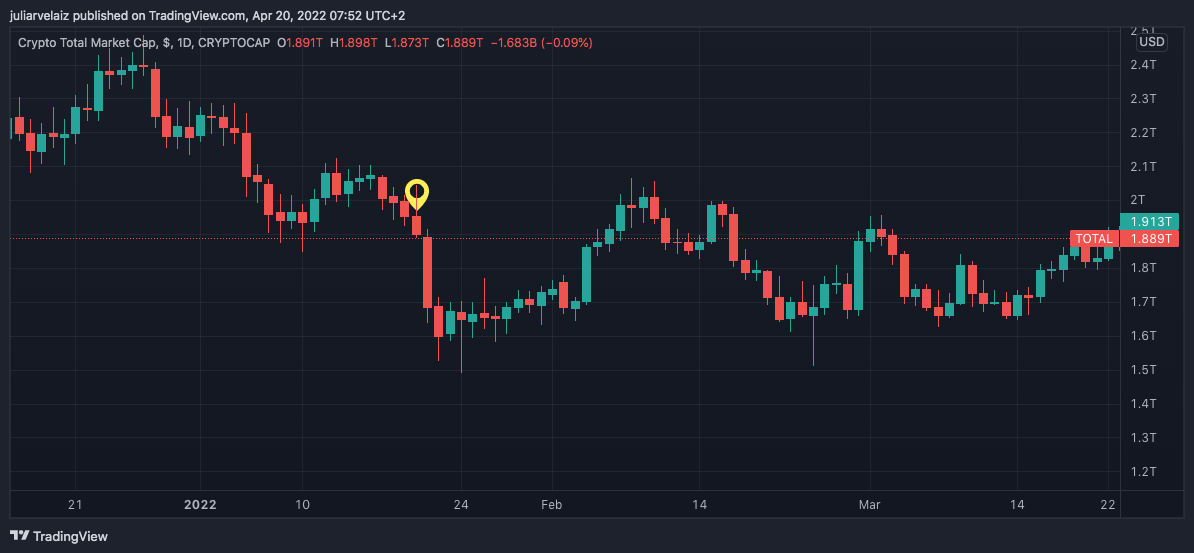 juliarvelaiz published on TradingView.com, Apr 20, 2022 07:52 UTC+2
Crypto Total Market Cap, $, 1D, CRYPTOCAP O1.891T H1.898T L1.873T C1.889T −1.683B (−0.09%)
2.5T
USD
2.4T
2.3T
2.2T
2.1T
2T
1.913T
TOTAL 1.889T
1.8T
1.7T
1.6T
1.5T
1.4T
1.3T
1.2T
21 2022 10 24 Feb 14 Mar 14 22
TradingView